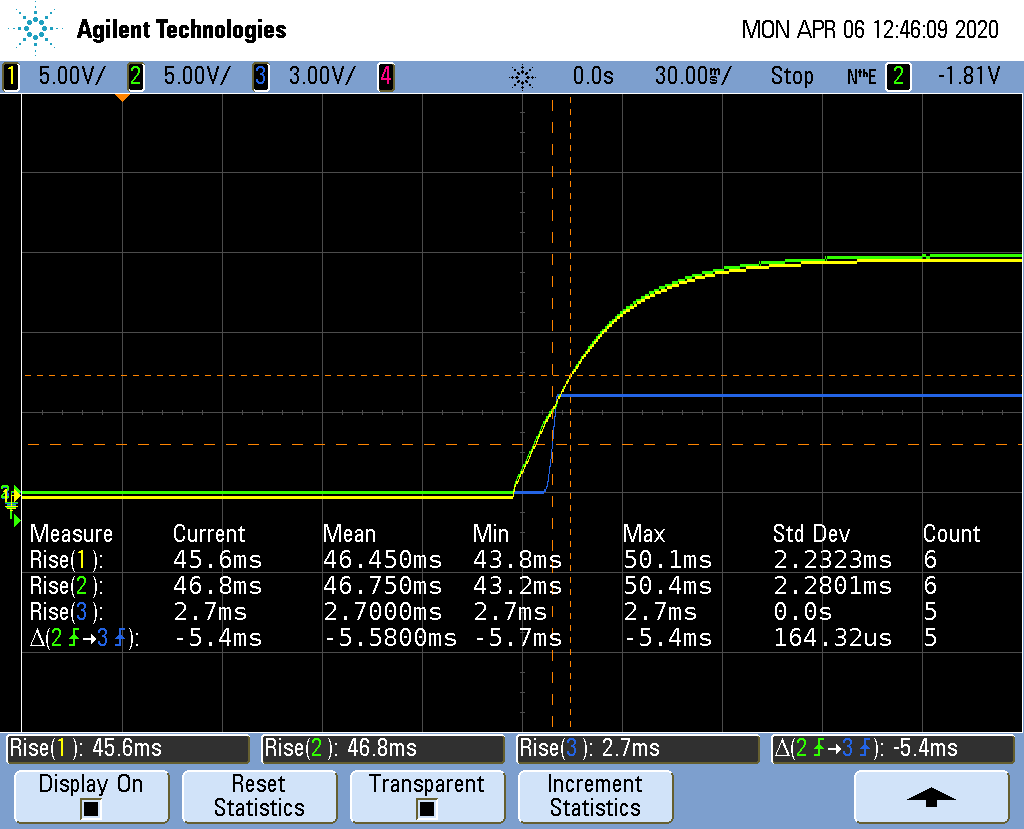 Agilent Technologies
MON APR 06 12:46:09 2020
1 5.00V/ 2 5.00V/ 3 3.00V/ 4 0.0s 30.00ms/ Stop NthE 2 -1.81V
Measure Current Mean Min Max Std Dev Count
Rise(1): 45.6ms 46.450ms 43.8ms 50.1ms 2.2323ms 6
Rise(2): 46.8ms 46.750ms 43.2ms 50.4ms 2.2801ms 6
Rise(3): 2.7ms 2.7000ms 2.7ms 2.7ms 0.0s 5
Δ(2→3): -5.4ms -5.5800ms -5.7ms -5.4ms 164.32us 5
Rise(1): 45.6ms Rise(2): 46.8ms Rise(3): 2.7ms Δ(2→3): -5.4ms
Display On Reset Statistics Transparent Increment Statistics